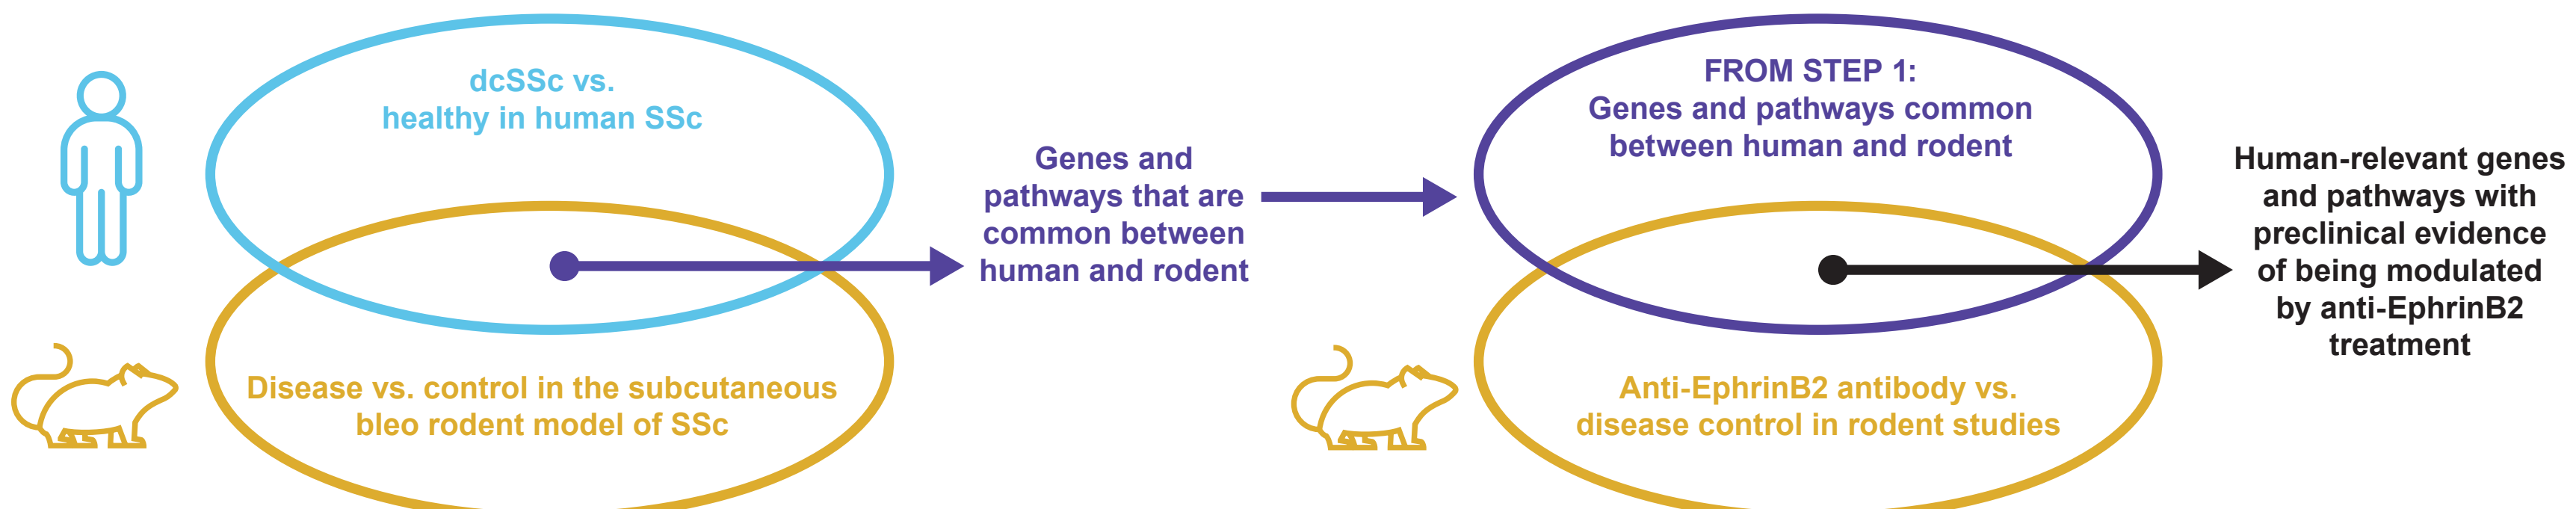 dcSSc vs.
healthy in human SSc
Disease vs. control in the subcutaneous
bleo rodent model of SSc
Genes and
pathways that are
common between
human and rodent
FROM STEP 1:
Genes and pathways common
between human and rodent
Anti-EphrinB2 antibody vs.
disease control in rodent studies
Human-relevant genes
and pathways with
preclinical evidence
of being modulated
by anti-EphrinB2
treatment